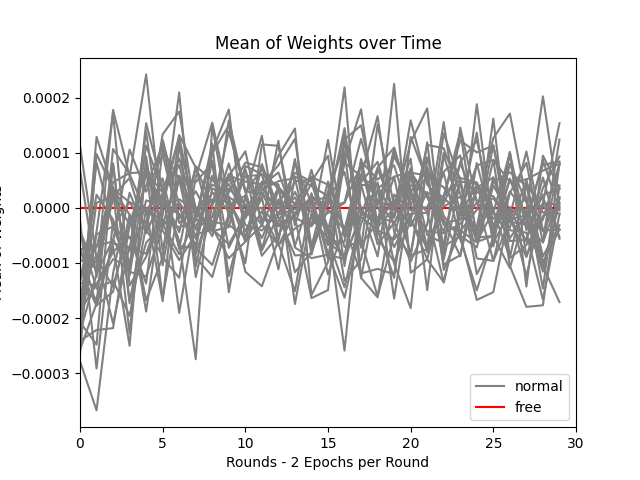 Mean of Weights over Time
0.0002
0.0001
0.0000
−0.0001
−0.0002
−0.0003
0 5 10 15 20 25 30
Rounds - 2 Epochs per Round
normal
free